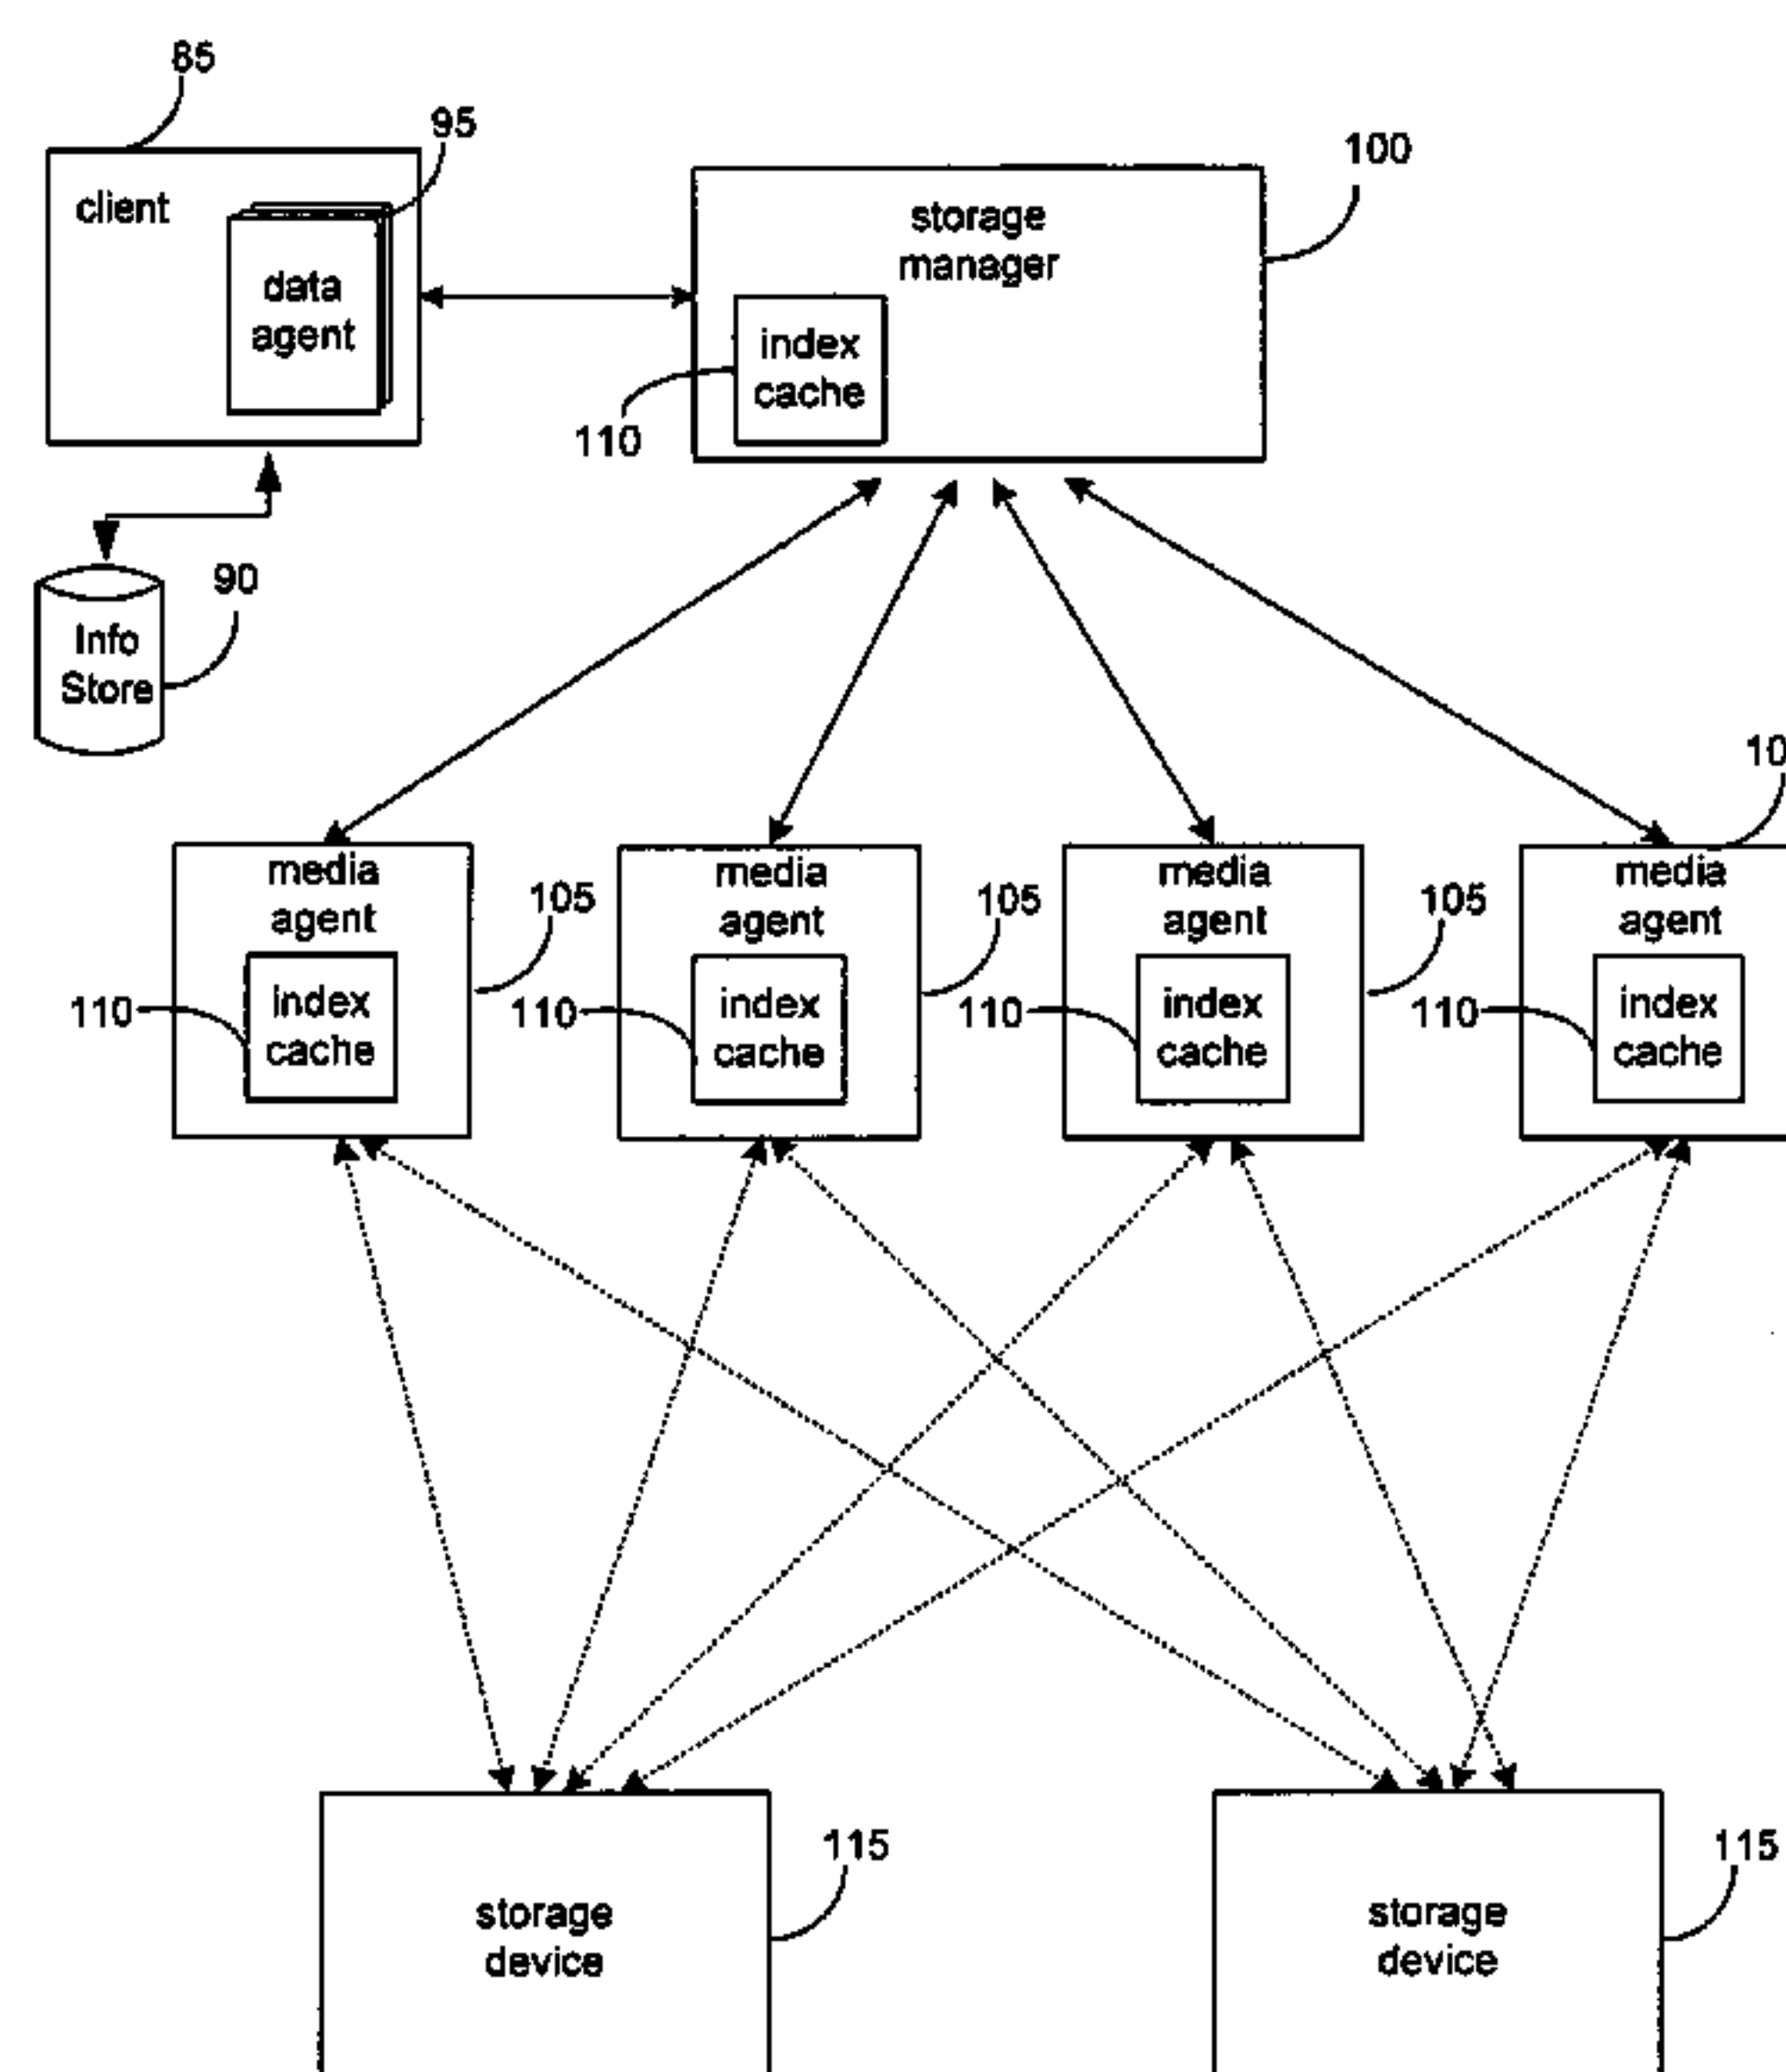 85
95
100
client
storage
manager
data
agent
index
cache
110
90
Info
Store
10
media
agent
105
media
agent
105
media
agent
105
media
agent
110
index
cache
110
index
cache
110
index
cache
110
index
cache
115
storage
device
115
storage
device